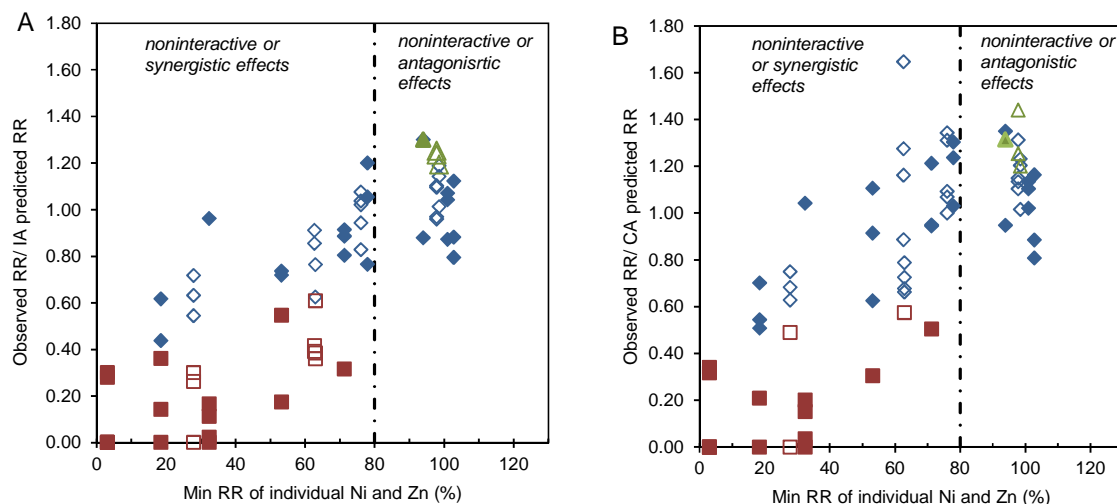 A
1.80
1.60
1.40
1.20
1.00
0.80
0.60
0.40
0.20
0.00
Observed RR/ IA predicted RR
noninteractive or
synergistic effects
noninteractive or
antagonisrtic
effects
0
20
40
60
80
100
120
Min RR of individual Ni and Zn (%)
B
1.80
1.60
1.40
1.20
1.00
0.80
0.60
0.40
0.20
0.00
Observed RR/ CA predicted RR
noninteractive
or synergistic
effects
noninteractive or
antagonistic
effects
0
20
40
60
80
100
120
Min RR of individual Ni and Zn (%)